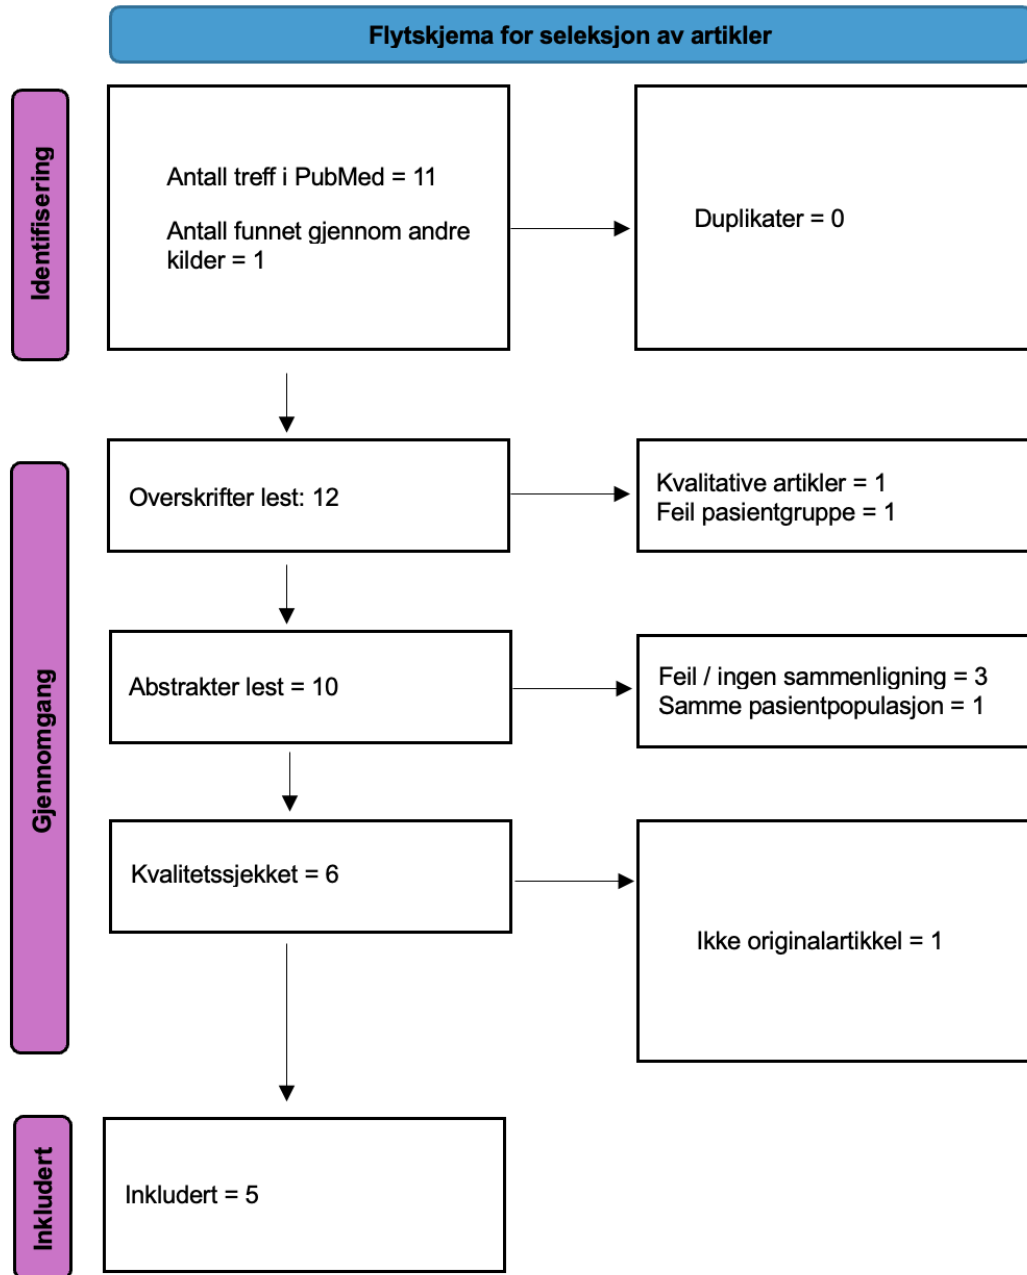 Flytskjema for seleksjon av artikler
Identifisering
Antall treff i PubMed = 11
Antall funnet gjennom andre
kilder = 1
Duplikater = 0
Gjennomgang
Overskrifter lest: 12
Kvalitative artikler = 1
Feil pasientgruppe = 1
Abstrakter lest = 10
Feil / ingen sammenligning = 3
Samme pasientpopulasjon = 1
Kvalitetssjekket = 6
Ikke originalartikkel = 1
Inkludert
Inkludert = 5